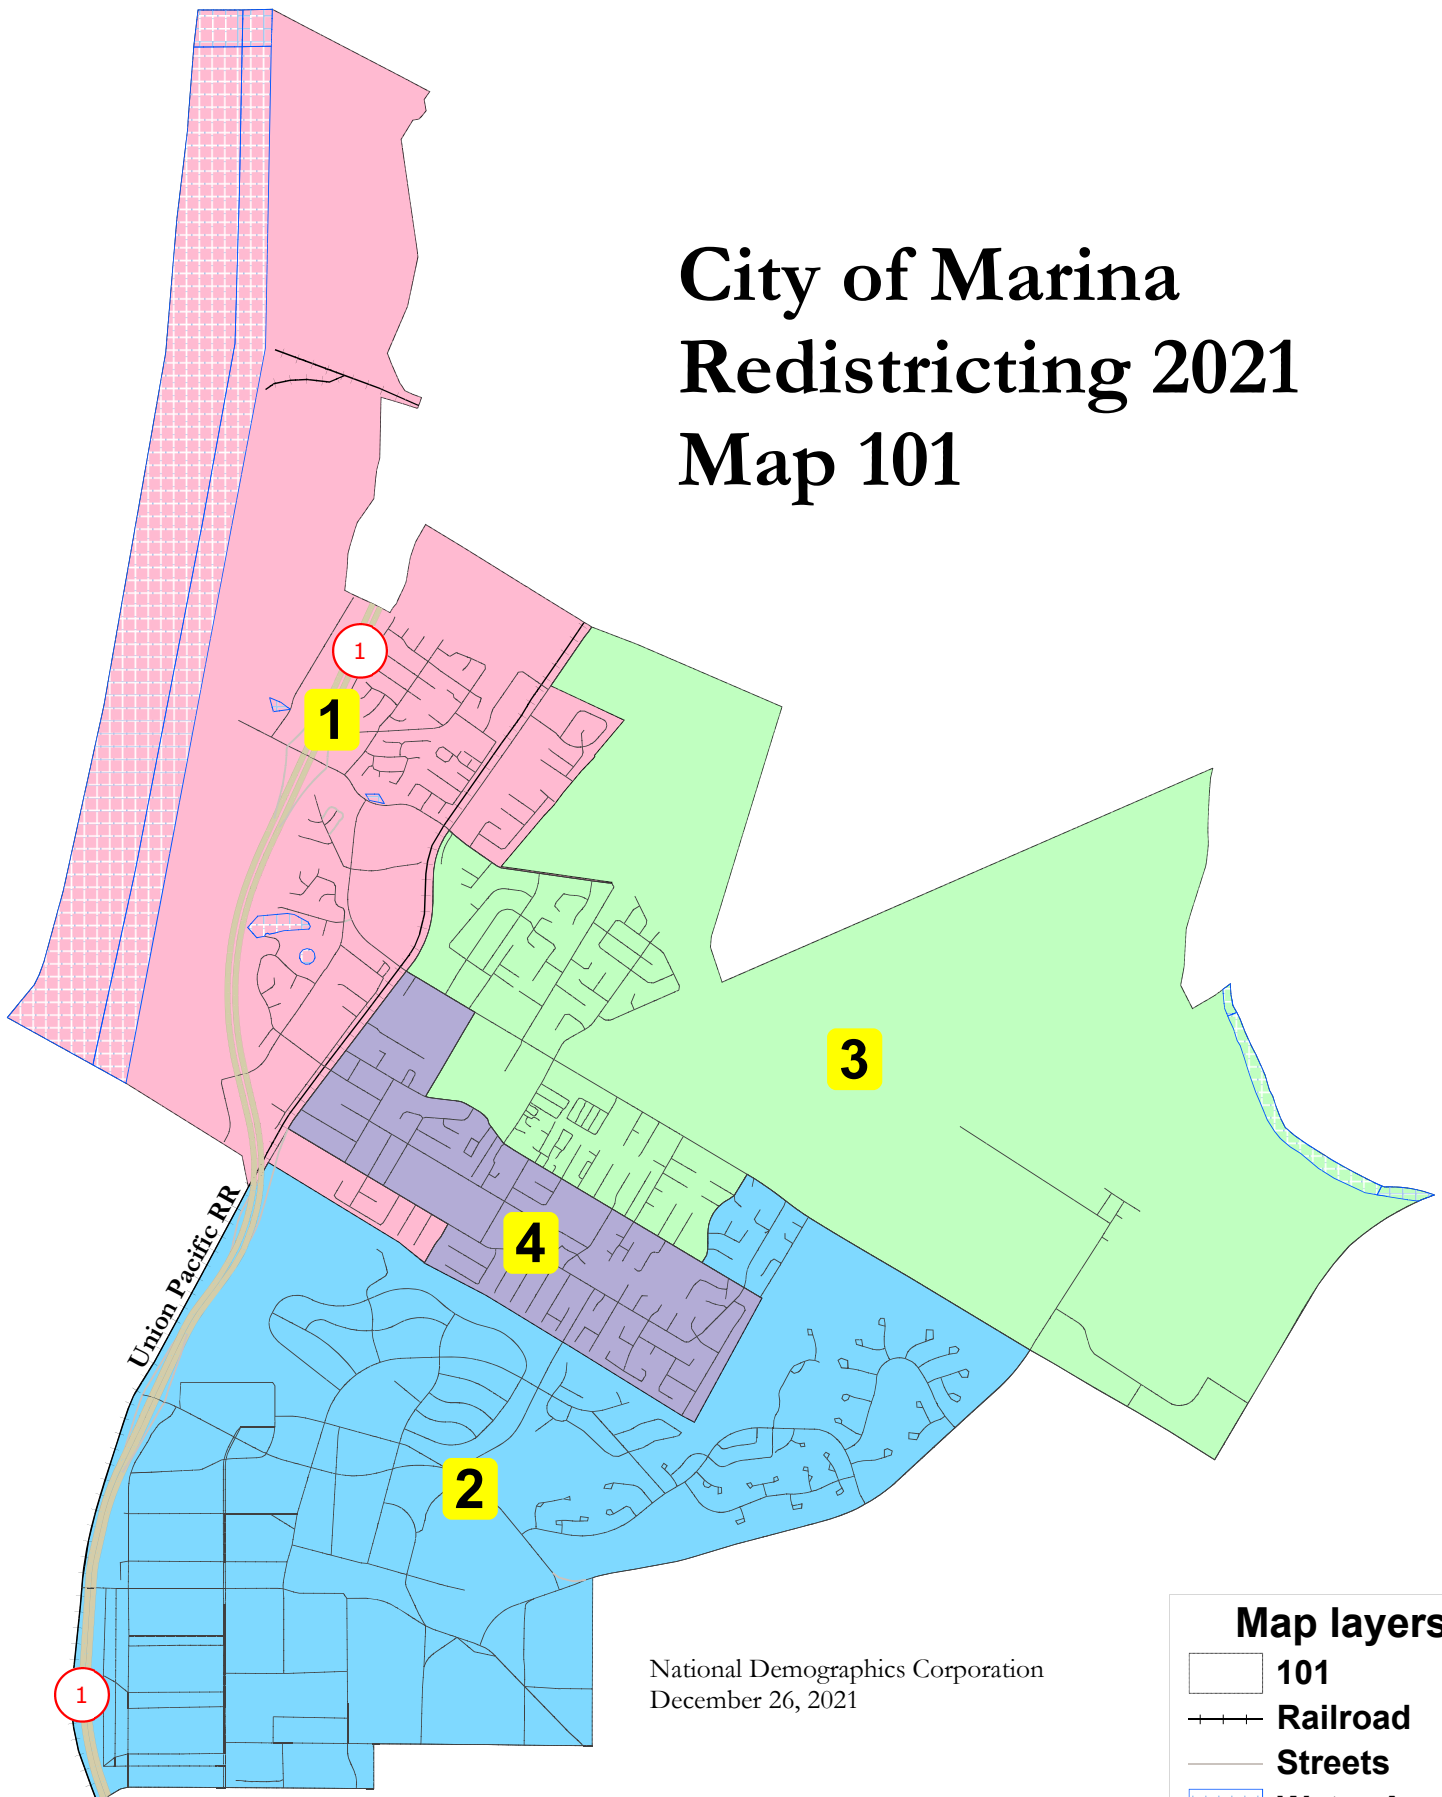 City of Marina
Redistricting 2021
Map 101
1
1
3
4
Union Pacific RR
2
1
National Demographics Corporation
December 26, 2021
Map layers
101
Railroad
Streets